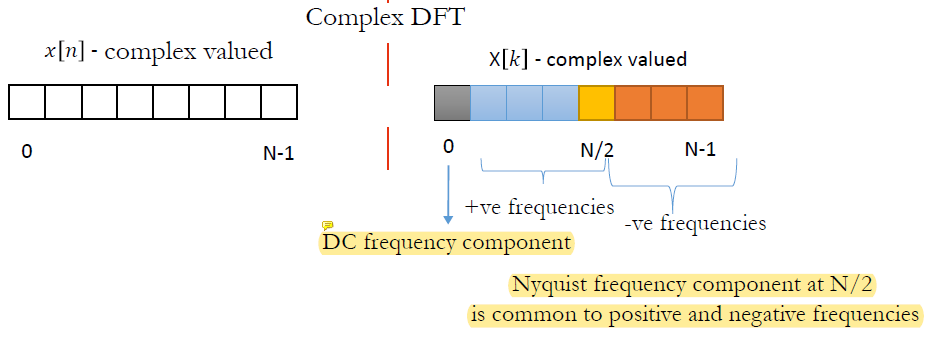 Complex DFT
x[n] - complex valued
X[k] - complex valued
0
N-1
0
N/2
N-1
+ve frequencies
-ve frequencies
DC frequency component
Nyquist frequency component at N/2
is common to positive and negative frequencies